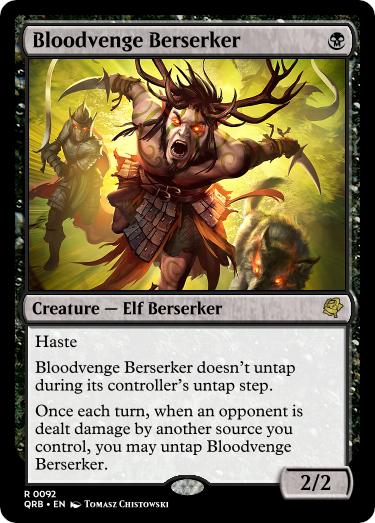 Bloodvenge Berserker
Creature — Elf Berserker
Haste
Bloodvenge Berserker doesn't untap
during its controller's untap step.
Once each turn, when an opponent is
dealt damage by another source you
control, you may untap Bloodvenge
Berserker.
2/2
R 0092
QRB • EN Tomasz Chistowski